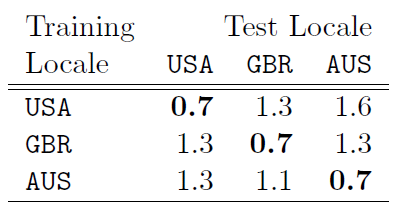 Training Test Locale
Locale USA GBR AUS
USA 0.7 1.3 1.6
GBR 1.3 0.7 1.3
AUS 1.3 1.1 0.7